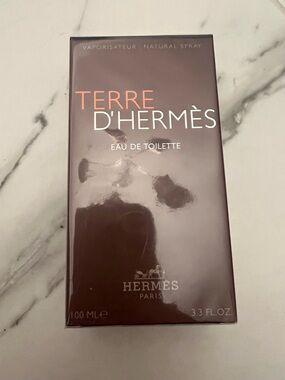 VAPORISATEUR NATURAL SPRAY
TERRE
D'HERMÈS
EAU DE TOILETTE
HERMÈS
PARIS
100 ML℮ 3.3 FL.OZ.